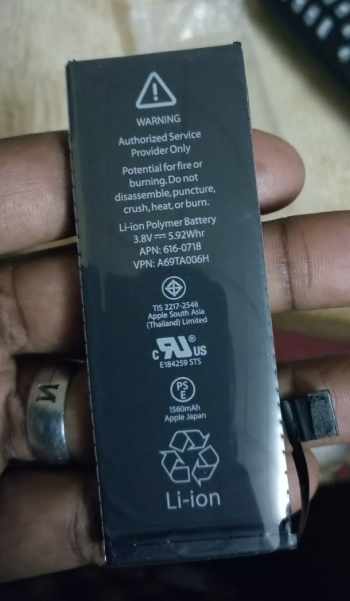 WARNING
Authorized Service
Provider Only
Potential for fire or
burning. Do not
disassemble, puncture,
crush, heat, or burn.
Li-ion Polymer Battery
3.8V ⎓ 5.92Whr
APN: 616-0718
VPN: A69TA006H
TIS 2217-2548
Apple South Asia
(Thailand) Limited
c RU® US
E184259 STS
PS
E
1560mAh
Apple Japan
Li-ion
N